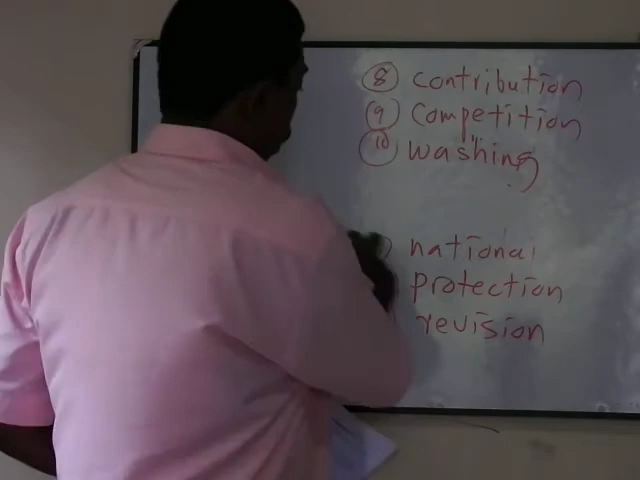 8 contribution
9 competition
10 washing
national
protection
revision